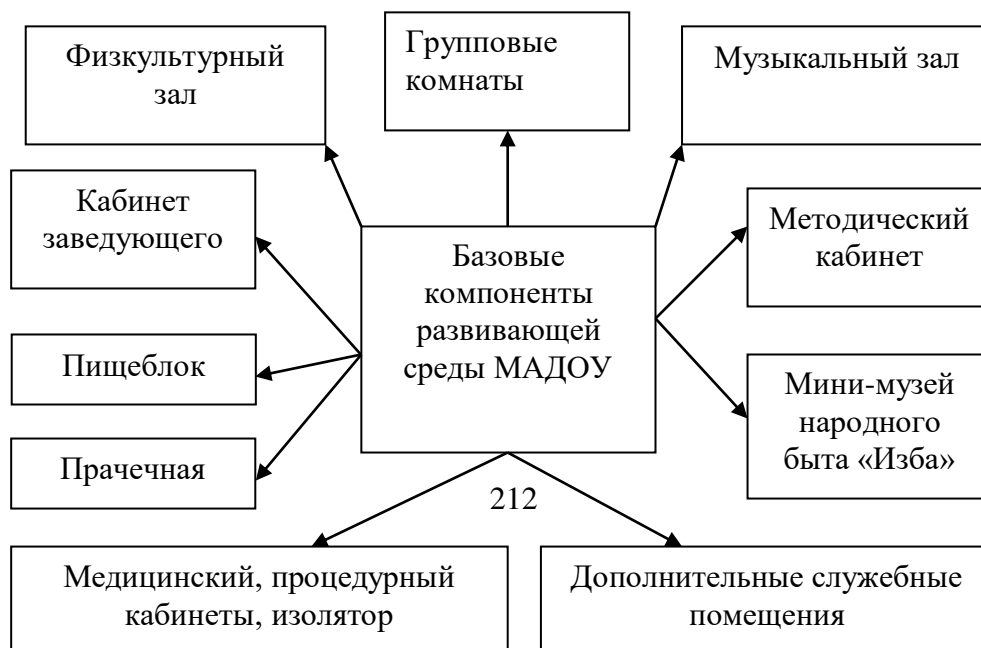 Физкультурный
зал
Групповые
комнаты
Музыкальный зал
Кабинет
заведующего
Базовые
компоненты
развивающей
среды МАДОУ
Методический
кабинет
Пищеблок
Мини-музей
народного
быта «Изба»
Прачечная
212
Медицинский, процедурный
кабинеты, изолятор
Дополнительные служебные
помещения